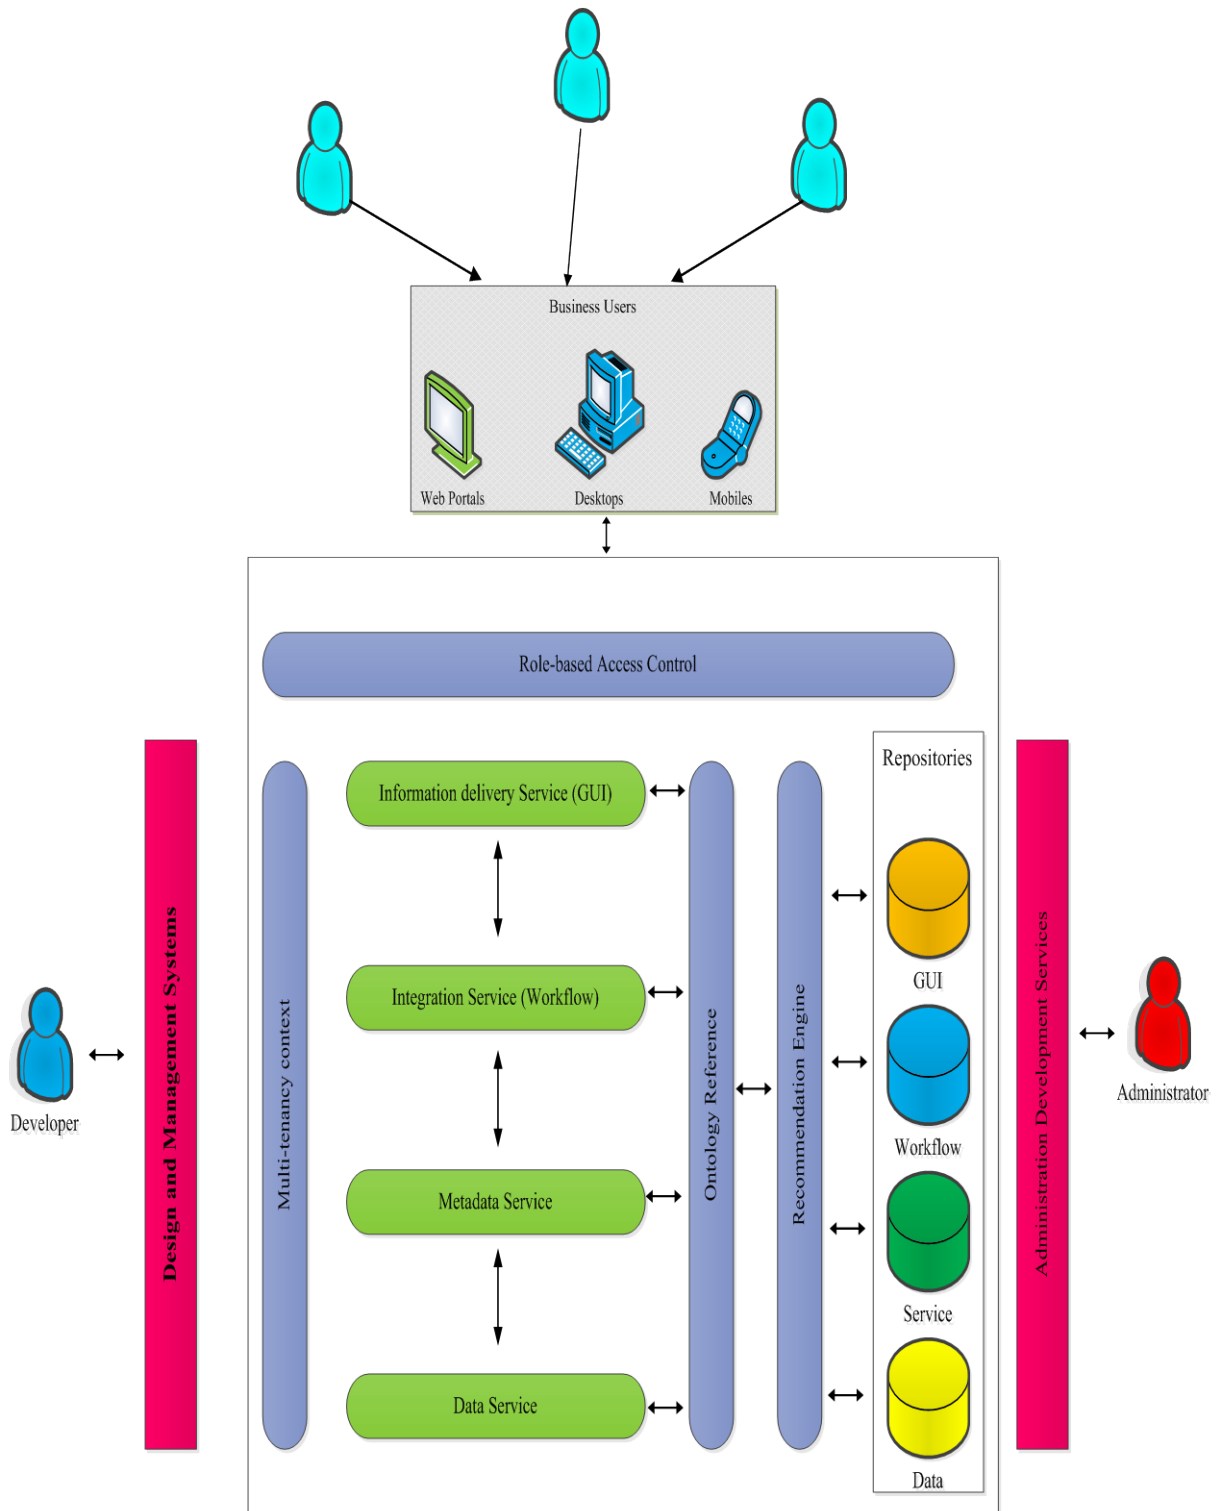 Business Users
Web Portals
Desktops
Mobiles
Role-based Access Control
Design and Management Systems
Developer
Multi-tenancy context
Information delivery Service (GUI)
Integration Service (Workflow)
Metadata Service
Data Service
Ontology Reference
Recommendation Engine
Repositories
GUI
Workflow
Service
Data
Administration Development Services
Administrator